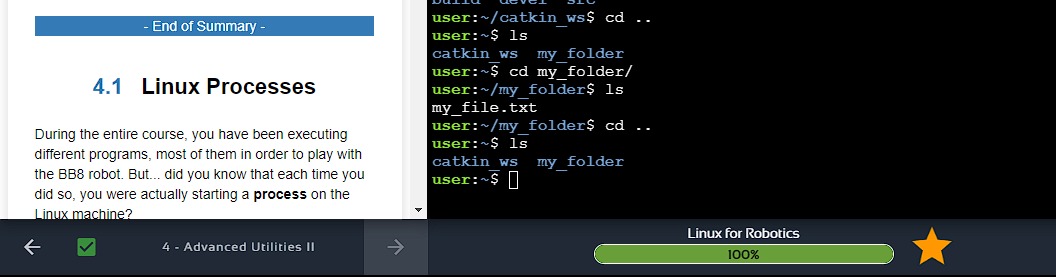 - End of Summary -
4.1 Linux Processes
During the entire course, you have been executing
different programs, most of them in order to play with
the BB8 robot. But... did you know that each time you
did so, you were actually starting a process on the
Linux machine?
build devel src
user:~/catkin_ws$ cd ..
user:~$ ls
catkin_ws my_folder
user:~$ cd my_folder/
user:~/my_folder$ ls
my_file.txt
user:~/my_folder$ cd ..
user:~$ ls
catkin_ws my_folder
user:~$
4 - Advanced Utilities II
Linux for Robotics
100%